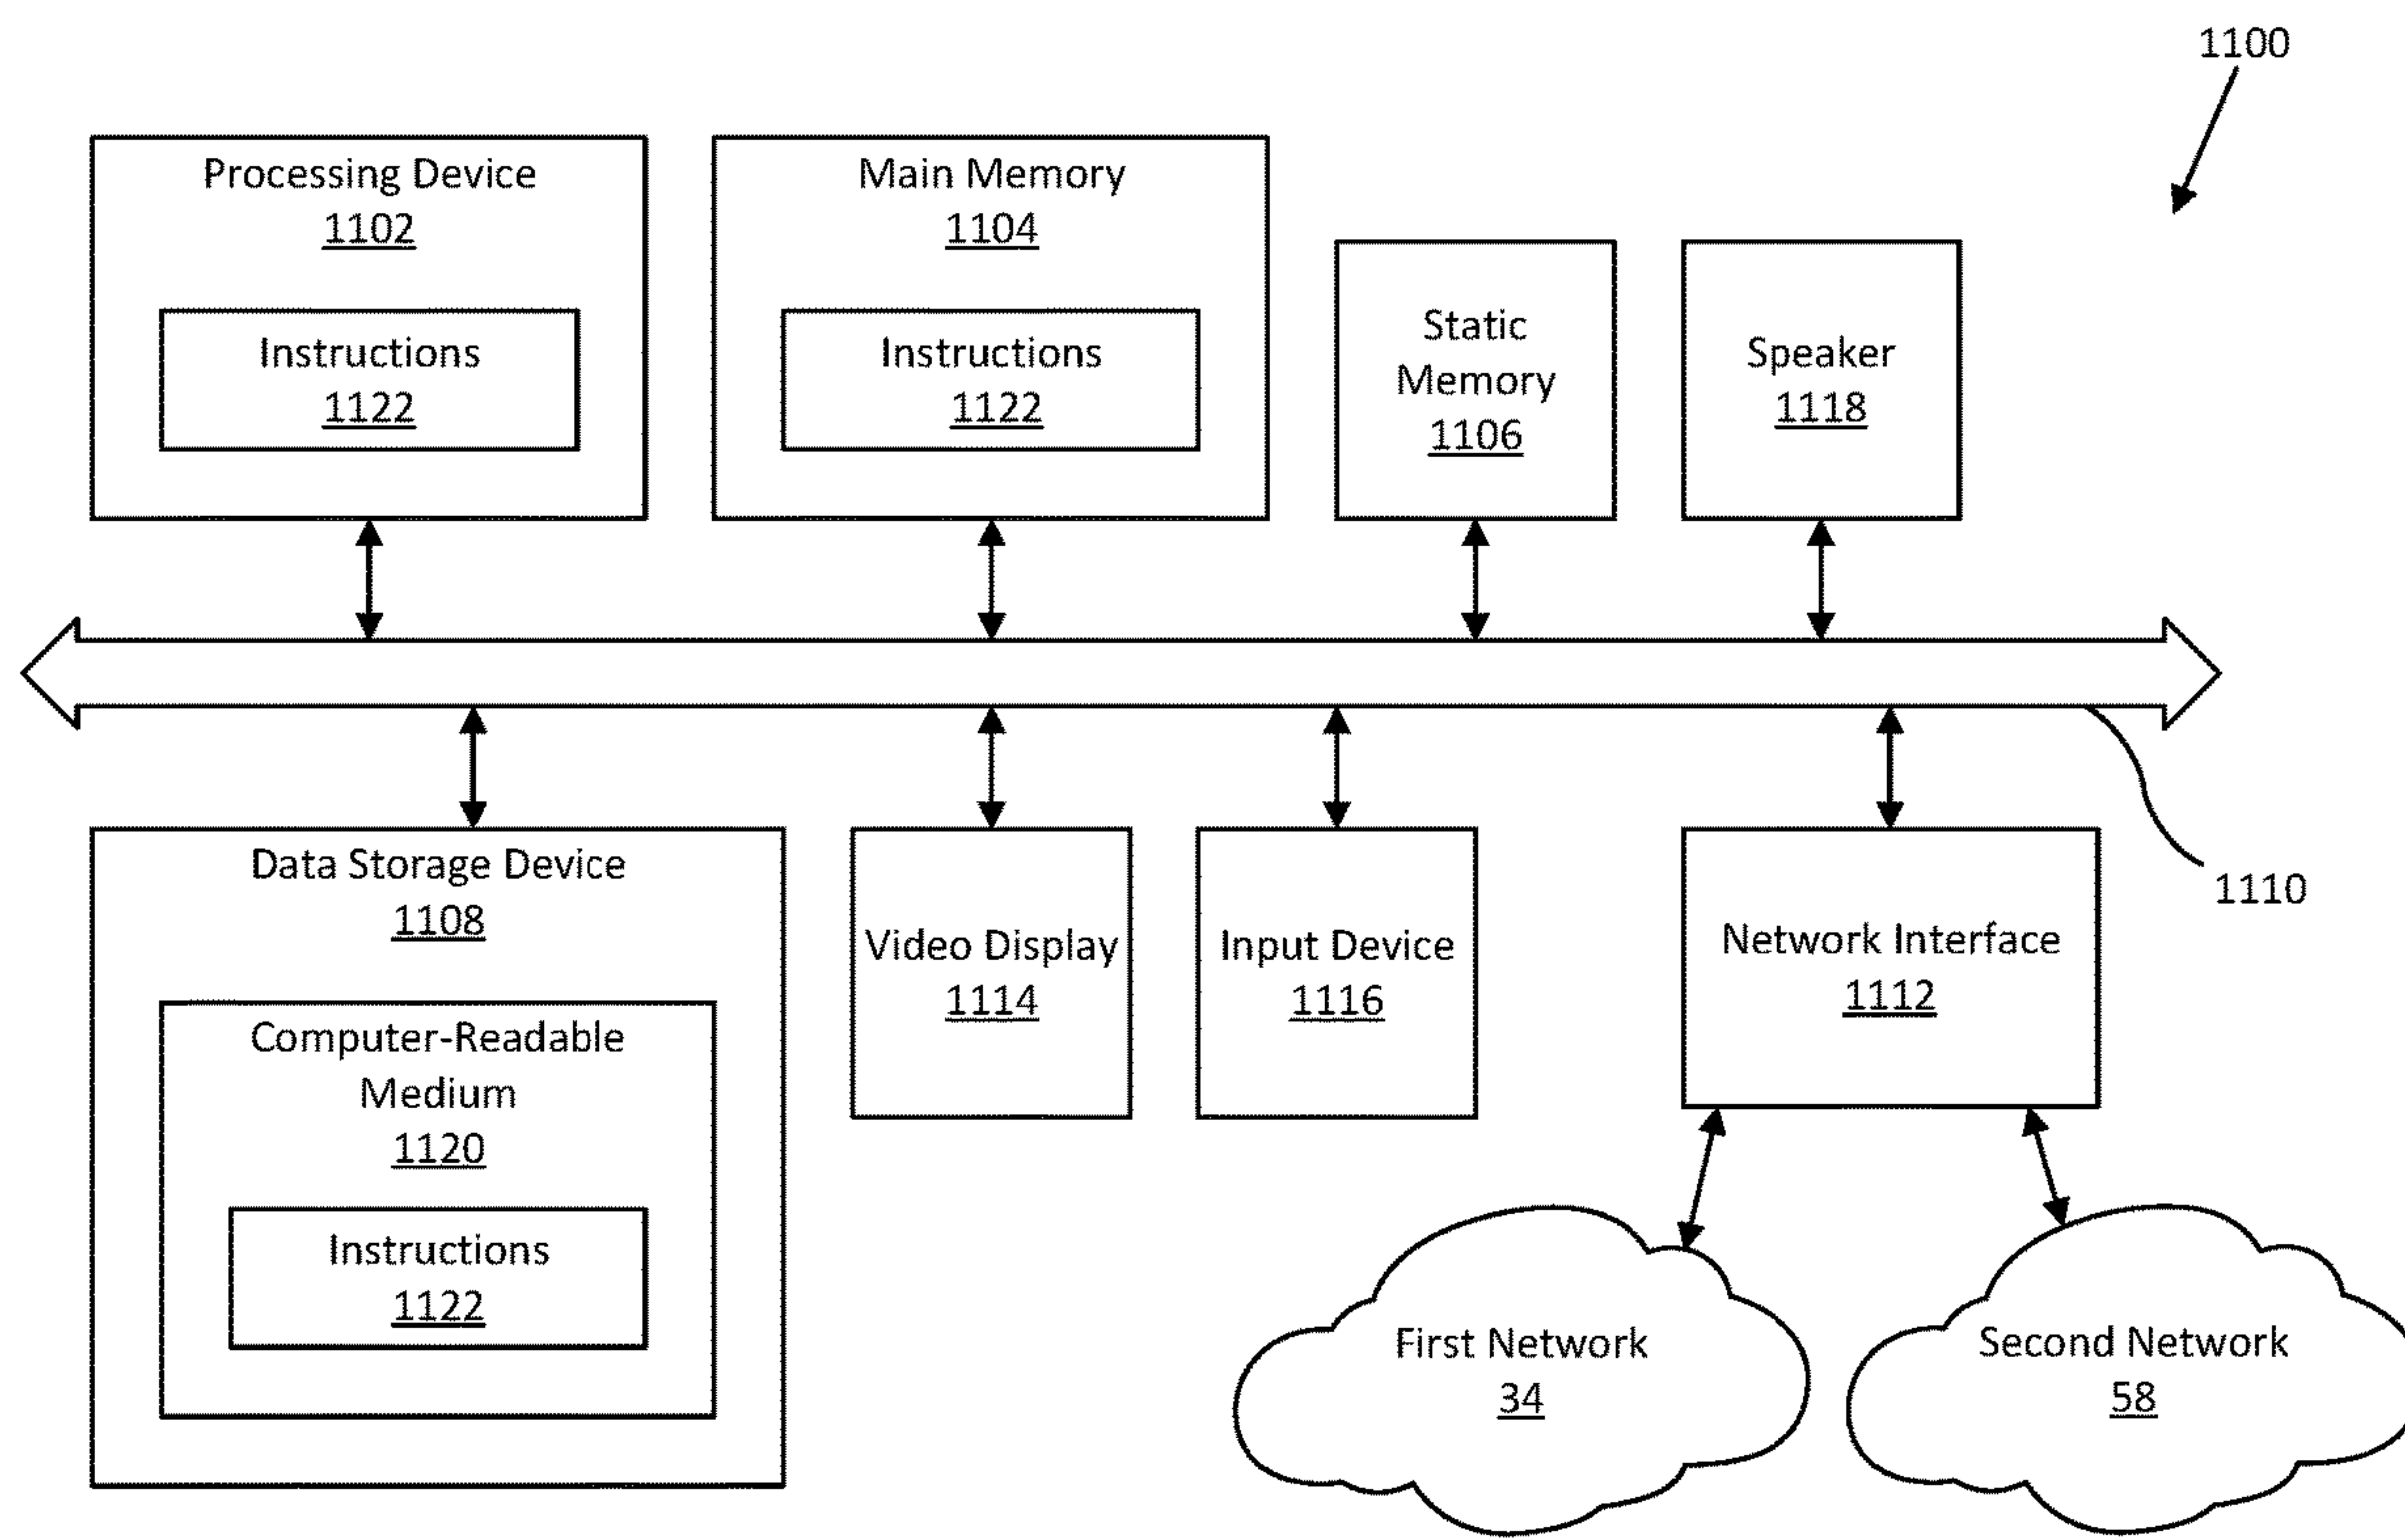 1100
Processing Device
1102
Instructions
1122
Main Memory
1104
Instructions
1122
Static
Memory
1106
Speaker
1118
Data Storage Device
1108
Computer-Readable
Medium
1120
Instructions
1122
Video Display
1114
Input Device
1116
Network Interface
1112
1110
First Network
34
Second Network
58